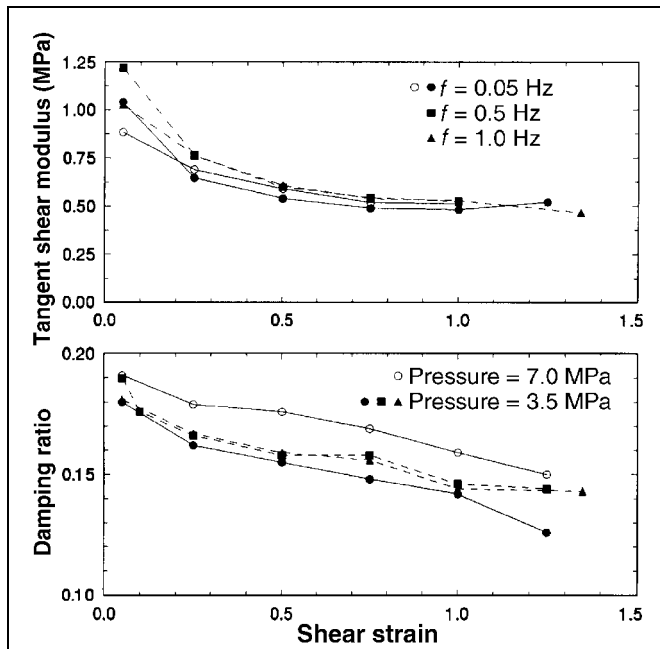 Tangent shear modulus (MPa)
1.25
1.00
0.75
0.50
0.25
0.00
f = 0.05 Hz
f = 0.5 Hz
f = 1.0 Hz
0.0 0.5 1.0 1.5
Damping ratio
0.20
0.15
0.10
Pressure = 7.0 MPa
Pressure = 3.5 MPa
0.0 0.5 1.0 1.5
Shear strain